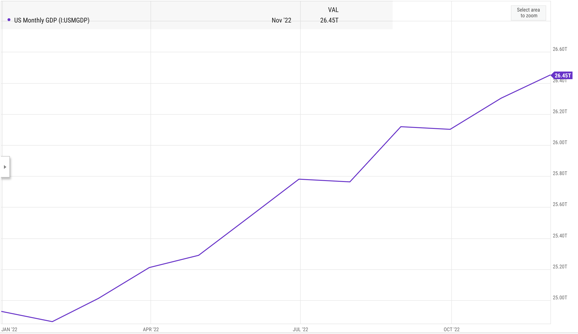 VAL
US Monthly GDP (I:USMGDP) Nov '22 26.45T
Select area
to zoom
26.60T
26.45T
26.40T
26.20T
26.00T
25.80T
25.60T
25.40T
25.20T
25.00T
JAN '22 APR '22 JUL '22 OCT '22